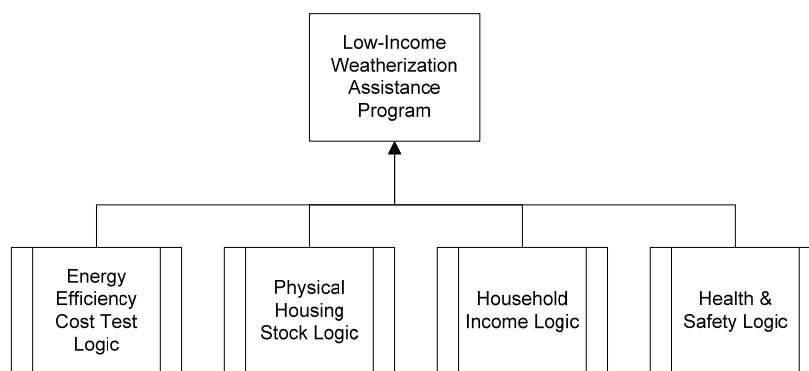 Low-Income
Weatherization
Assistance
Program
Energy
Efficiency
Cost Test
Logic
Physical
Housing
Stock Logic
Household
Income Logic
Health &
Safety Logic